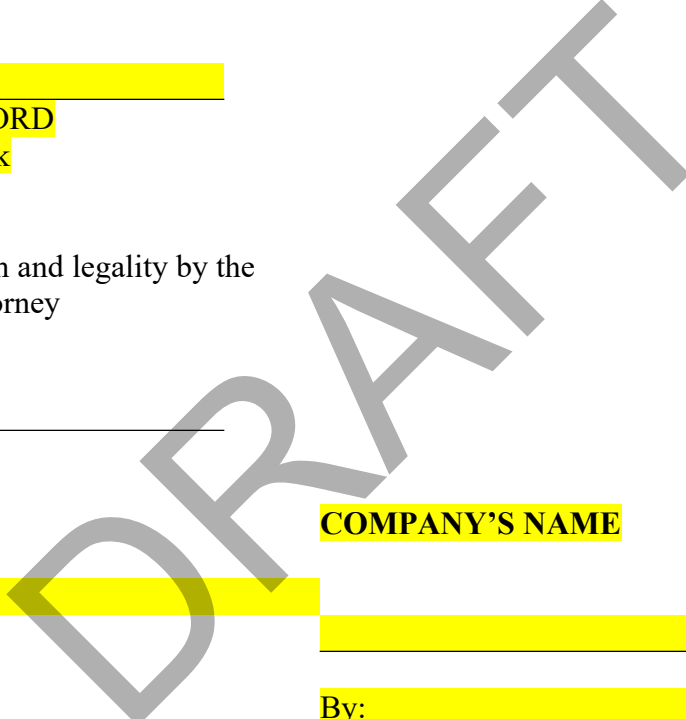 ORD
k
n and legality by the
orney
DRAFT
COMPANY’S NAME
By: